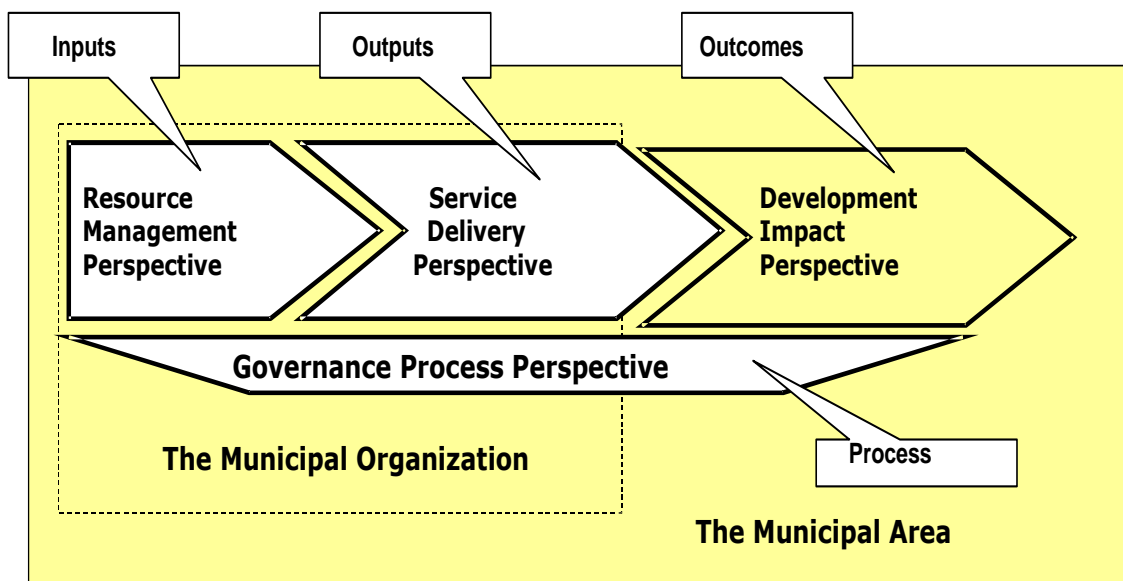 Inputs
Outputs
Outcomes
Resource
Management
Perspective
Service
Delivery
Perspective
Development
Impact
Perspective
Governance Process Perspective
The Municipal Organization
Process
The Municipal Area